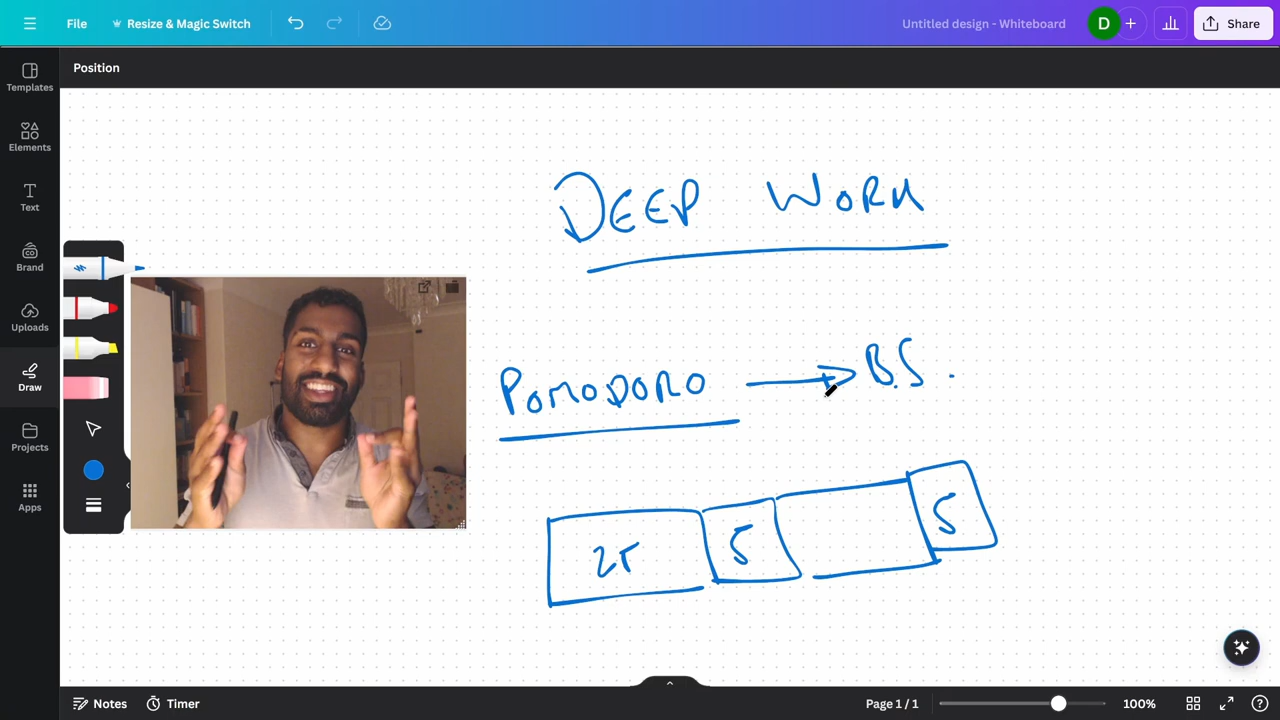 File
Resize & Magic Switch
Untitled design - Whiteboard
D
+
Share
Position
Templates
Elements
Text
Brand
Uploads
Draw
Projects
Apps
DEEP WORK
POMODORO
B.S.
25
5
5
Notes
Timer
Page 1 / 1
100%